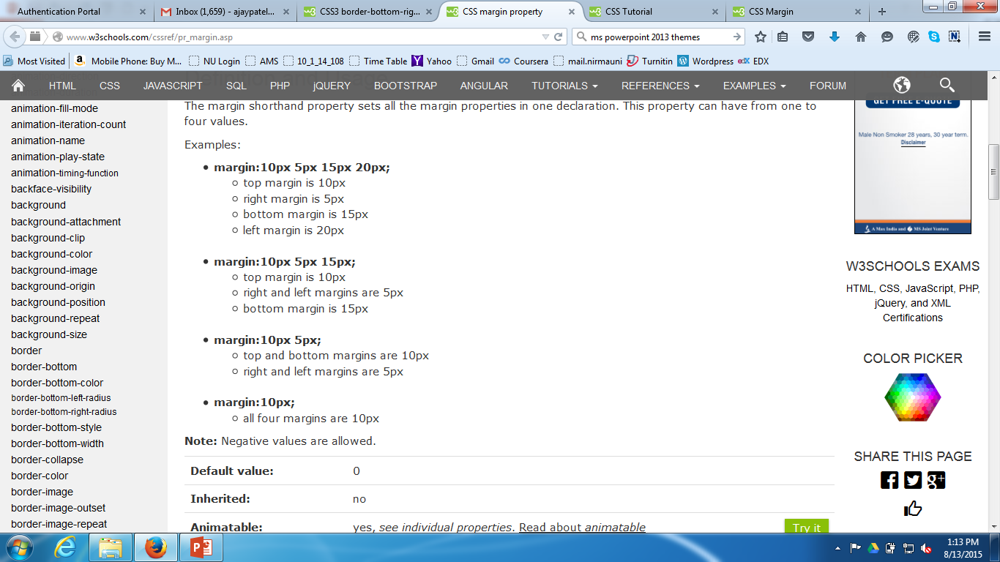 Authentication Portal
Inbox (1,659) - ajaypatel...
CSS3 border-bottom-rig...
CSS margin property
CSS Tutorial
CSS Margin
www.w3schools.com/cssref/pr_margin.asp
ms powerpoint 2013 themes
Most Visited
Mobile Phone: Buy M...
NU Login
AMS
10_1_14_108
Time Table
Yahoo
Gmail
Coursera
mail.nirmauni
Turnitin
Wordpress
EDX
HTML
CSS
JAVASCRIPT
SQL
PHP
jQUERY
BOOTSTRAP
ANGULAR
TUTORIALS
REFERENCES
EXAMPLES
FORUM
animation-direction
animation-fill-mode
animation-iteration-count
animation-name
animation-play-state
animation-timing-function
backface-visibility
background
background-attachment
background-clip
background-color
background-image
background-origin
background-position
background-repeat
background-size
border
border-bottom
border-bottom-color
border-bottom-left-radius
border-bottom-right-radius
border-bottom-style
border-bottom-width
border-collapse
border-color
border-image
border-image-outset
border-image-repeat
Definition and Usage
The margin shorthand property sets all the margin properties in one declaration. This property can have from one to
four values.
Examples:
margin:10px 5px 15px 20px;
top margin is 10px
right margin is 5px
bottom margin is 15px
left margin is 20px
margin:10px 5px 15px;
top margin is 10px
right and left margins are 5px
bottom margin is 15px
margin:10px 5px;
top and bottom margins are 10px
right and left margins are 5px
margin:10px;
all four margins are 10px
Note: Negative values are allowed.
Default value: 0
Inherited: no
Animatable: yes, see individual properties. Read about animatable
Try it
GET FREE E-QUOTE
Male Non Smoker 28 years, 30 year term.
Disclaimer
A Max India and MS Joint Venture
W3SCHOOLS EXAMS
HTML, CSS, JavaScript, PHP,
jQuery, and XML
Certifications
COLOR PICKER
SHARE THIS PAGE
1:13 PM
8/13/2015